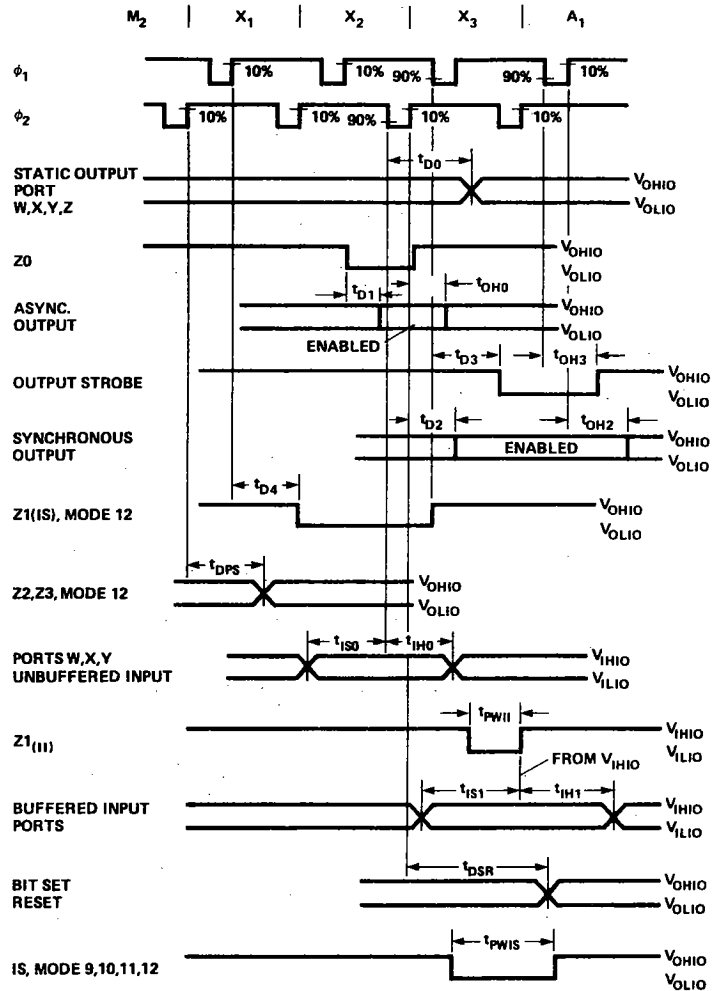 M2 | X1 | X2 | X3 | A1
φ1 10% 10% 90% 90% 10%
φ2 10% 10% 90% 10% 10%
tD0
STATIC OUTPUT
PORT
W,X,Y,Z
VOHIO
VOLIO
Z0
VOHIO
VOLIO
tD1 tOH0
ASYNC.
OUTPUT
VOHIO
VOLIO
ENABLED
tD3 tOH3
OUTPUT STROBE
VOHIO
VOLIO
tD2 tOH2
SYNCHRONOUS
OUTPUT
ENABLED
VOHIO
VOLIO
tD4
Z1(IS), MODE 12
VOHIO
VOLIO
tDPS
Z2,Z3, MODE 12
VOHIO
VOLIO
tIS0 tIH0
PORTS W,X,Y
UNBUFFERED INPUT
VIHIO
VILIO
tPWII
Z1(II)
VIHIO
VILIO
FROM VIHIO
tIS1 tIH1
BUFFERED INPUT
PORTS
VIHIO
VILIO
tDSR
BIT SET
RESET
VOHIO
VOLIO
tPWIS
IS, MODE 9,10,11,12
VOHIO
VOLIO